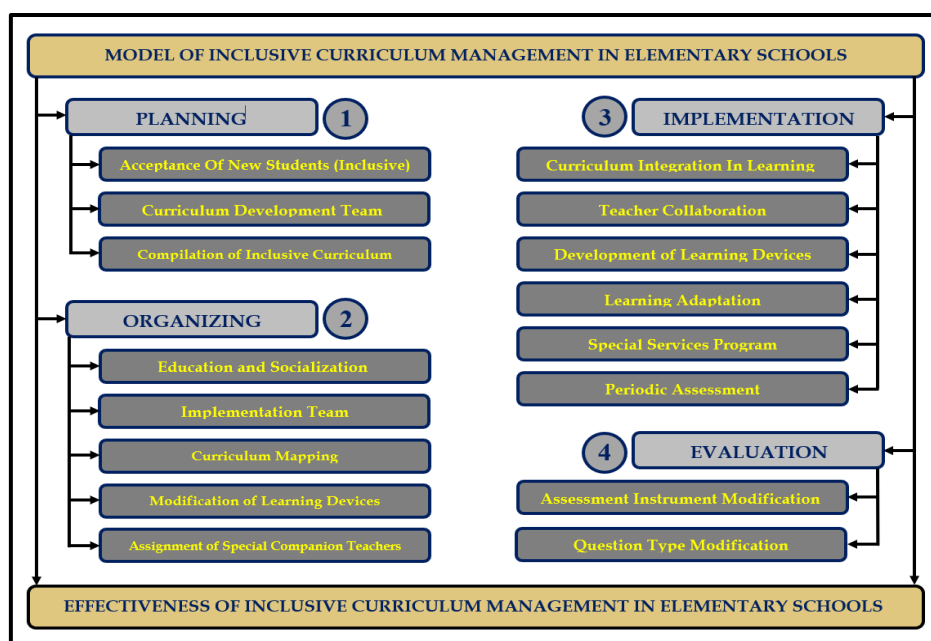 MODEL OF INCLUSIVE CURRICULUM MANAGEMENT IN ELEMENTARY SCHOOLS
PLANNING
1
Acceptance Of New Students (Inclusive)
Curriculum Development Team
Compilation of Inclusive Curriculum
ORGANIZING
2
Education and Socialization
Implementation Team
Curriculum Mapping
Modification of Learning Devices
Assignment of Special Companion Teachers
3
IMPLEMENTATION
Curriculum Integration In Learning
Teacher Collaboration
Development of Learning Devices
Learning Adaptation
Special Services Program
Periodic Assessment
4
EVALUATION
Assessment Instrument Modification
Question Type Modification
EFFECTIVENESS OF INCLUSIVE CURRICULUM MANAGEMENT IN ELEMENTARY SCHOOLS